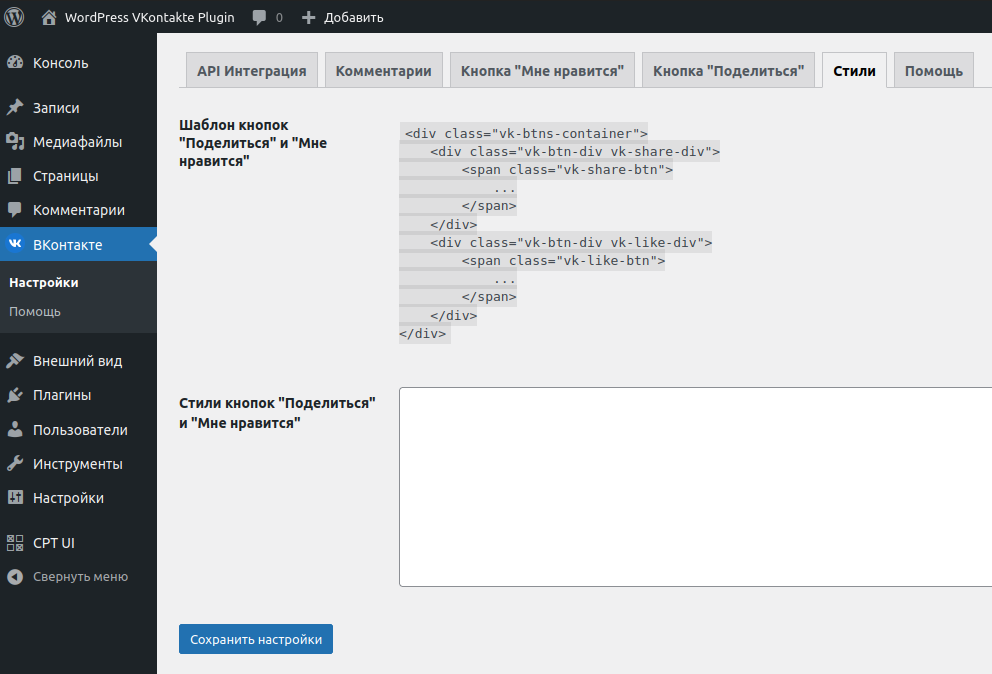 WordPress VKontakte Plugin 0 Добавить
Консоль
Записи
Медиафайлы
Страницы
Комментарии
ВКонтакте
Настройки
Помощь
Внешний вид
Плагины
Пользователи
Инструменты
Настройки
CPT UI
Свернуть меню
API Интеграция Комментарии Кнопка "Мне нравится" Кнопка "Поделиться" Стили Помощь
Шаблон кнопок
"Поделиться" и "Мне
нравится"
<div class="vk-btns-container">
<div class="vk-btn-div vk-share-div">
<span class="vk-share-btn">
...
</span>
</div>
<div class="vk-btn-div vk-like-div">
<span class="vk-like-btn">
...
</span>
</div>
</div>
Стили кнопок "Поделиться"
и "Мне нравится"
Сохранить настройки